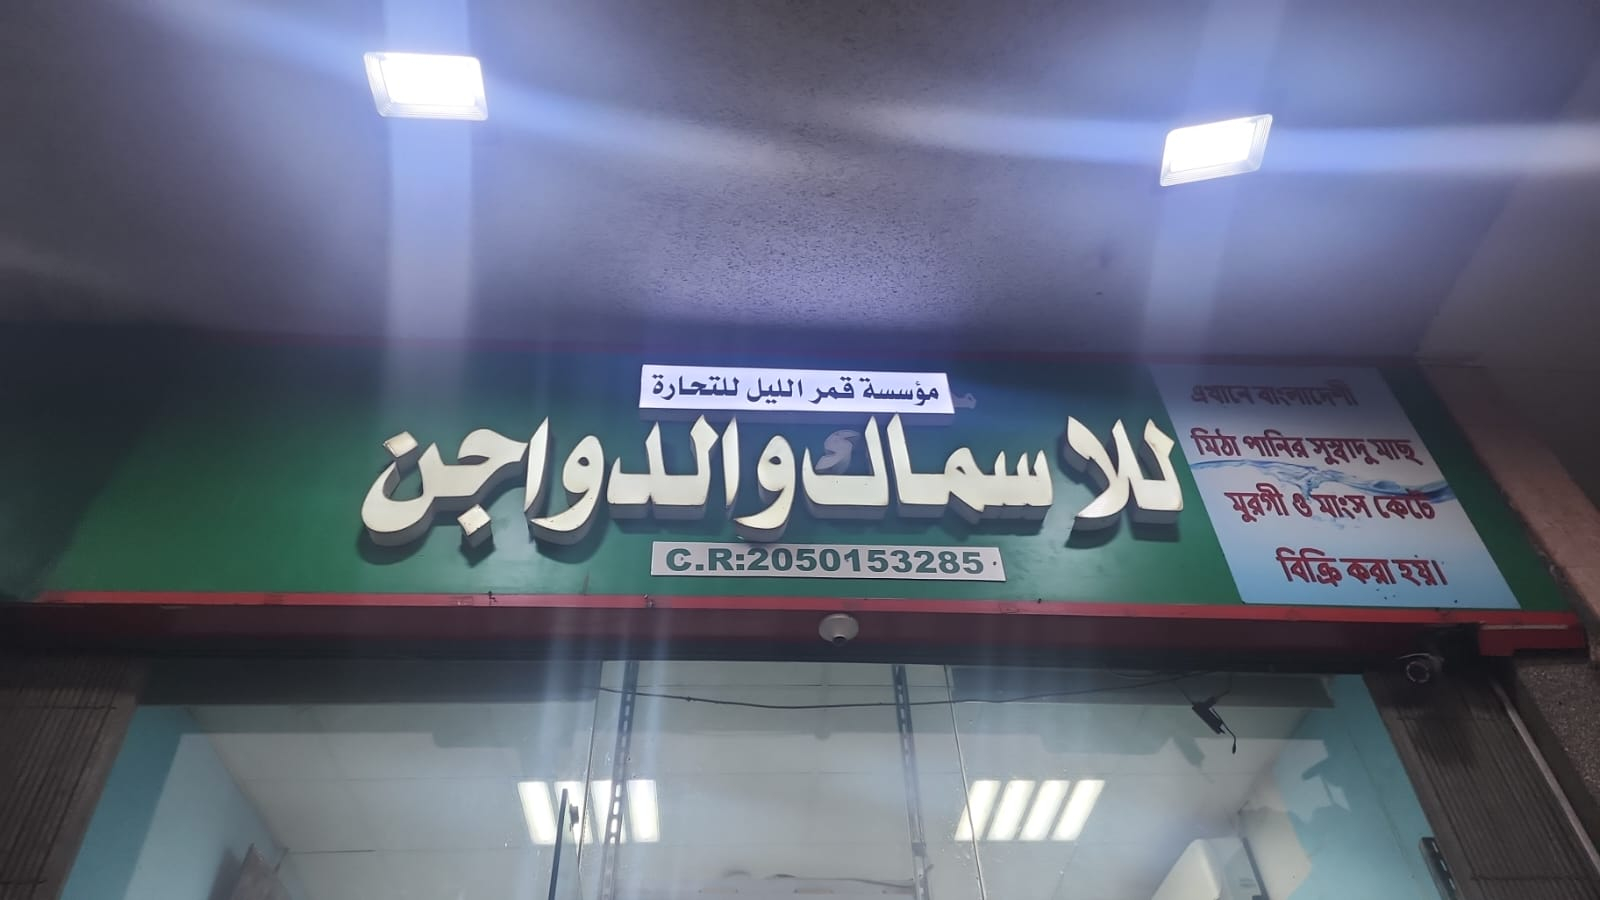 مؤسسة قمر الليل للتجارة
للاسماك والدواجن
C.R:2050153285
এখানে বাংলাদেশী
মিঠা পানির সুস্বাদু মাছ
মুরগী ও মাংস কেটে
বিক্রি করা হয়।